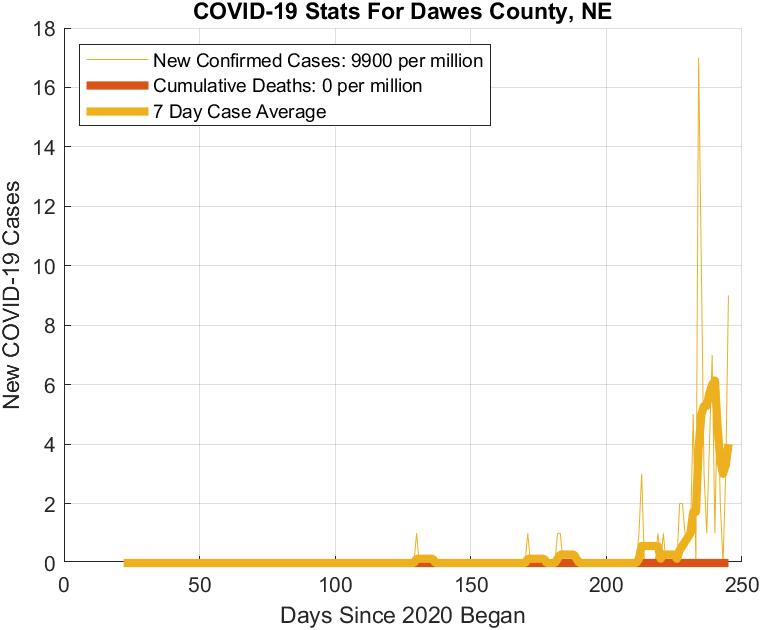 COVID-19 Stats For Dawes County, NE
18
16
14
12
10
8
6
4
2
0
New COVID-19 Cases
New Confirmed Cases: 9900 per million
Cumulative Deaths: 0 per million
7 Day Case Average
0 50 100 150 200 250
Days Since 2020 Began